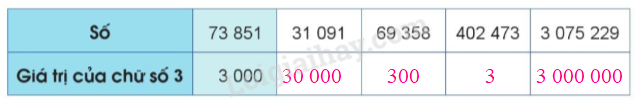 Số 73 851 31 091 69 358 402 473 3 075 229
Giá trị của chữ số 3 3 000 30 000 300 3 3 000 000
Loigiaihay.com